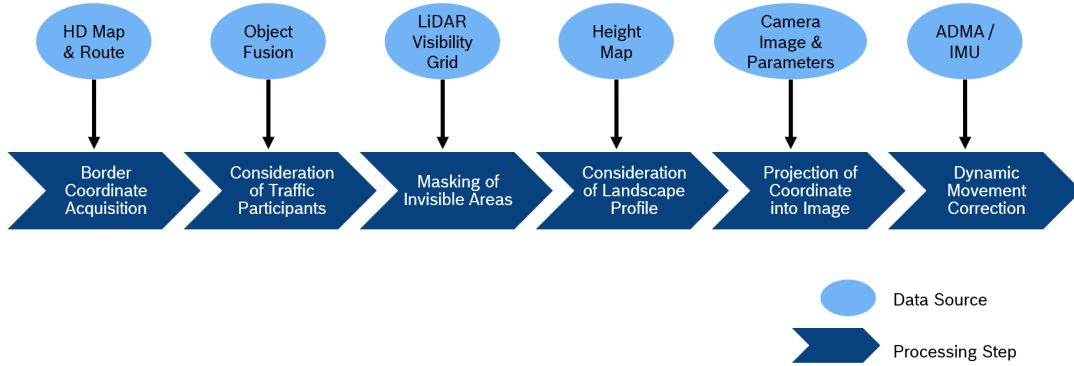 HD Map
& Route
Object
Fusion
LiDAR
Visibility
Grid
Height
Map
Camera
Image &
Parameters
ADMA /
IMU
Border
Coordinate
Acquisition
Consideration
of Traffic
Participants
Masking of
Invisible Areas
Consideration
of Landscape
Profile
Projection of
Coordinate
into Image
Dynamic
Movement
Correction
Data Source
Processing Step